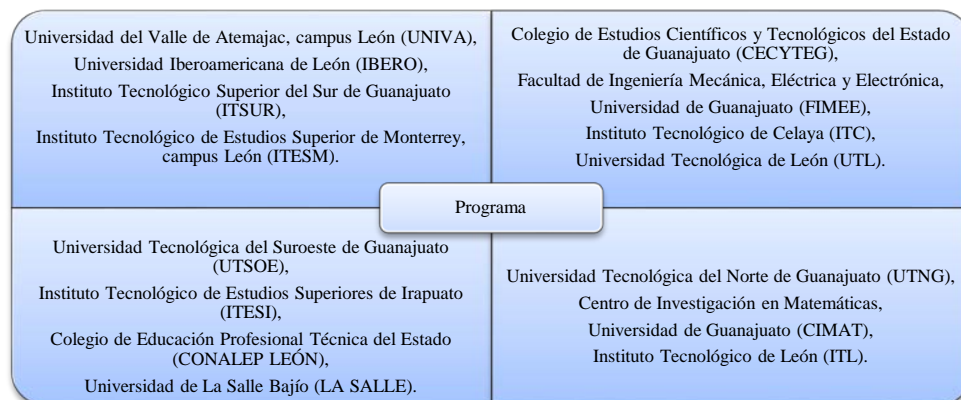 Universidad del Valle de Atemajac, campus León (UNIVA),
Universidad Iberoamericana de León (IBERO),
Instituto Tecnológico Superior del Sur de Guanajuato
(ITSUR),
Instituto Tecnológico de Estudios Superior de Monterrey,
campus León (ITESM).
Colegio de Estudios Científicos y Tecnológicos del Estado
de Guanajuato (CECYTEG),
Facultad de Ingeniería Mecánica, Eléctrica y Electrónica,
Universidad de Guanajuato (FIMEE),
Instituto Tecnológico de Celaya (ITC),
Universidad Tecnológica de León (UTL).
Programa
Universidad Tecnológica del Suroeste de Guanajuato
(UTSOE),
Instituto Tecnológico de Estudios Superiores de Irapuato
(ITESI),
Colegio de Educación Profesional Técnica del Estado
(CONALEP LEÓN),
Universidad de La Salle Bajío (LA SALLE).
Universidad Tecnológica del Norte de Guanajuato (UTNG),
Centro de Investigación en Matemáticas,
Universidad de Guanajuato (CIMAT),
Instituto Tecnológico de León (ITL).